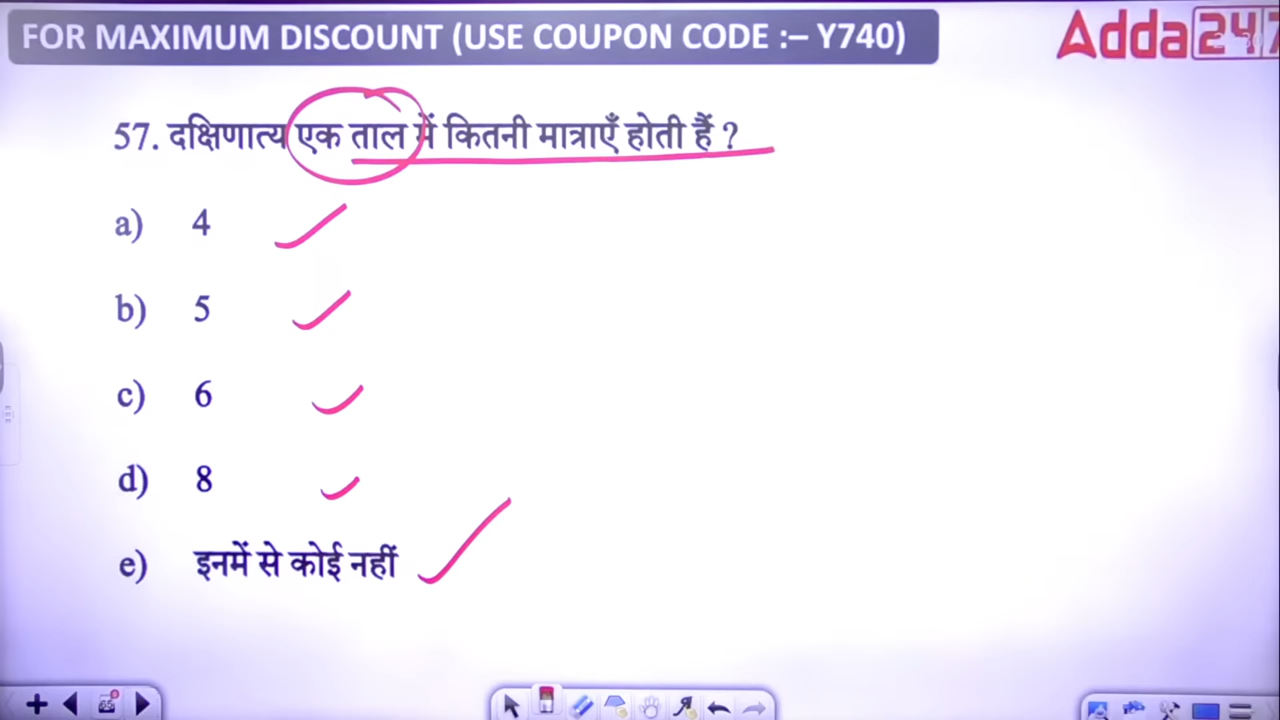 FOR MAXIMUM DISCOUNT (USE COUPON CODE :– Y740)
Adda247
57. दक्षिणात्य एक ताल में कितनी मात्राएँ होती हैं ?
a) 4
b) 5
c) 6
d) 8
e) इनमें से कोई नहीं